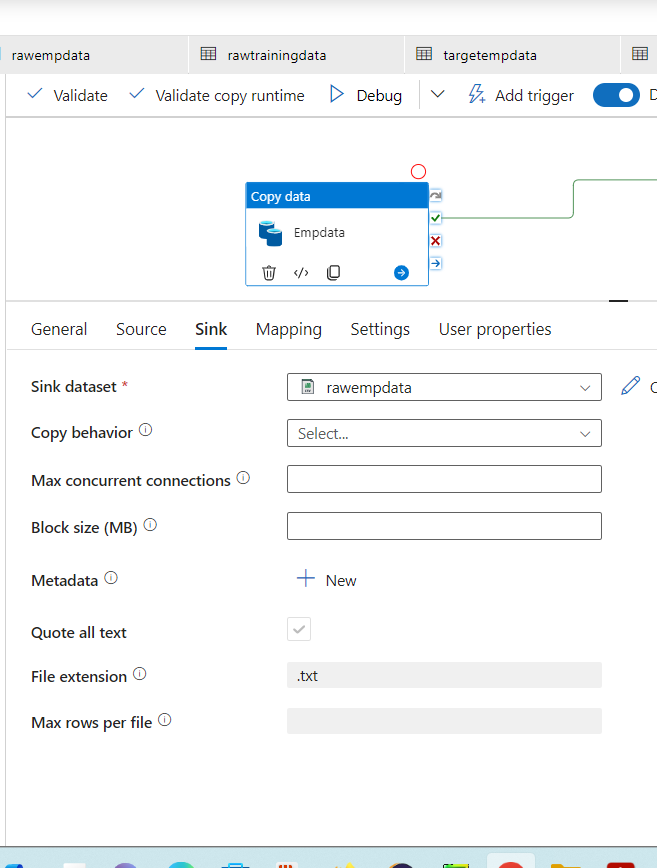 rawempdata rawtrainingdata targetempdata
Validate Validate copy runtime Debug Add trigger
Copy data
Empdata
General Source Sink Mapping Settings User properties
Sink dataset * rawempdata
Copy behavior Select...
Max concurrent connections
Block size (MB)
Metadata New
Quote all text
File extension .txt
Max rows per file